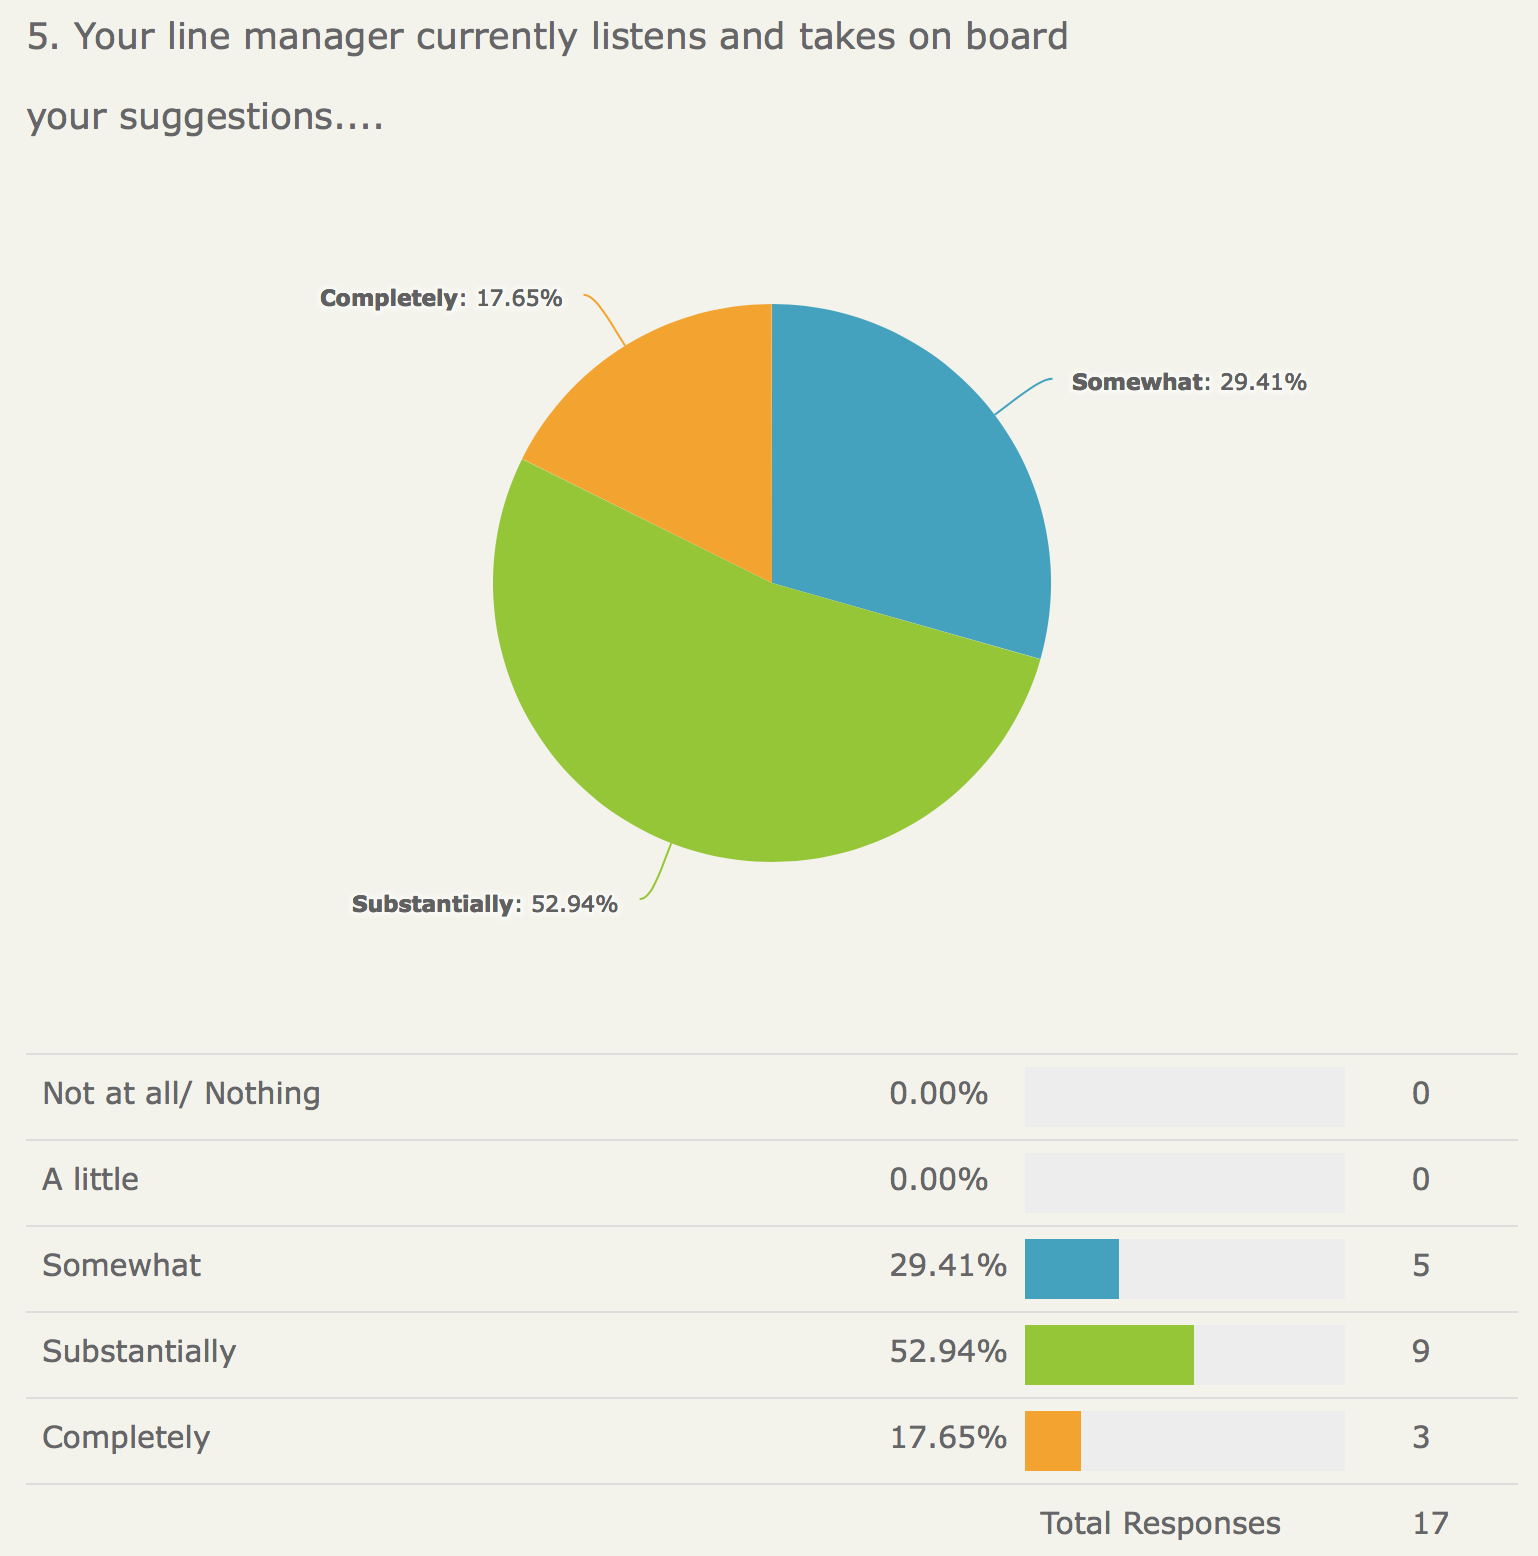 5. Your line manager currently listens and takes on board
your suggestions....
Completely: 17.65%
Somewhat: 29.41%
Substantially: 52.94%
Not at all/ Nothing 0.00% 0
A little 0.00% 0
Somewhat 29.41% 5
Substantially 52.94% 9
Completely 17.65% 3
Total Responses 17